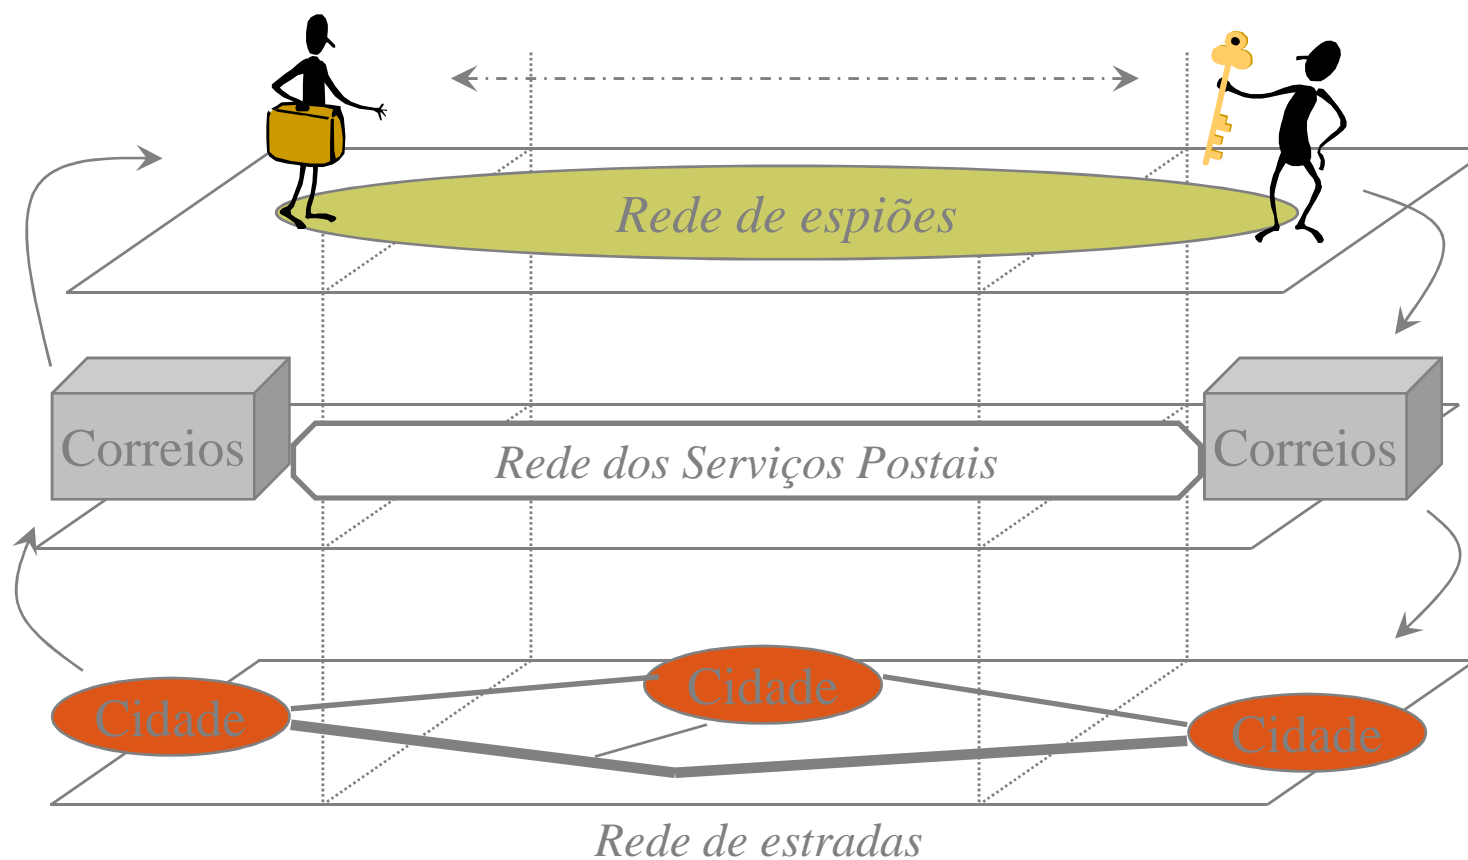 Rede de espiões
Correios
Rede dos Serviços Postais
Correios
Cidade
Cidade
Cidade
Rede de estradas